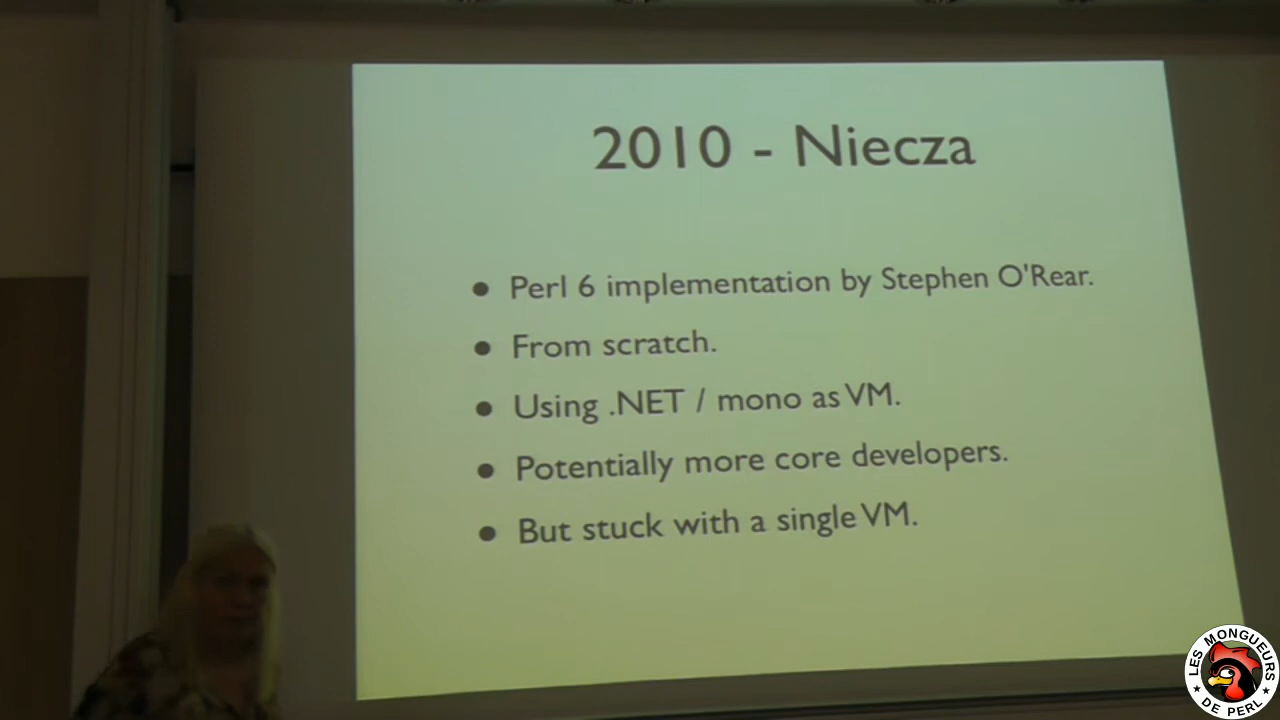 2010 - Niecza
• Perl 6 implementation by Stephen O'Rear.
• From scratch.
• Using .NET / mono as VM.
• Potentially more core developers.
• But stuck with a single VM.
LES MONGUEURS
★ DE PERL ★